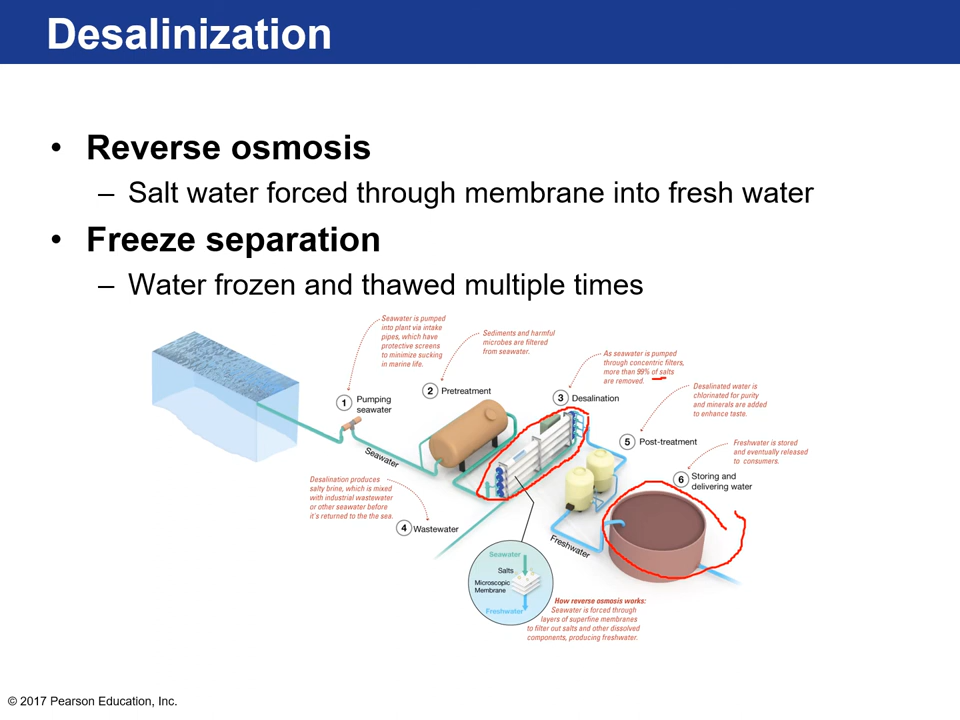 Desalinization
• Reverse osmosis
– Salt water forced through membrane into fresh water
• Freeze separation
– Water frozen and thawed multiple times
Seawater is pumped
into plant via intake
pipes, which have
protective screens
to minimize sucking
in marine life.
Sediments and harmful
microbes are filtered
from seawater.
As seawater is pumped
through concentric filters,
more than 99% of salts
are removed.
Desalinated water is
chlorinated for purity
and minerals are added
to enhance taste.
Freshwater is stored
and eventually released
to consumers.
1 Pumping
seawater
2 Pretreatment
3 Desalination
5 Post-treatment
6 Storing and
delivering water
Seawater
Desalination produces
salty brine, which is mixed
with industrial wastewater
or other seawater before
it's returned to the the sea.
4 Wastewater
Freshwater
Seawater
Salts
Microscopic
Membrane
Freshwater
How reverse osmosis works:
Seawater is forced through
layers of superfine membranes
to filter out salts and other dissolved
components, producing freshwater.
© 2017 Pearson Education, Inc.